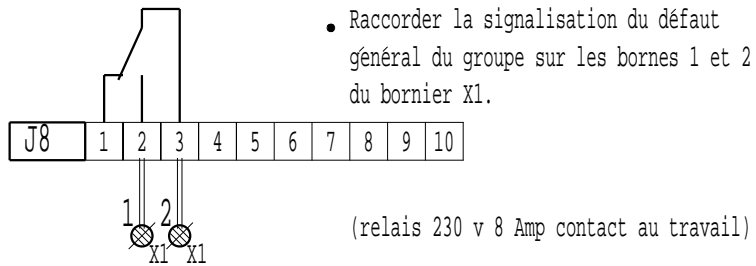 • Raccorder la signalisation du défaut
général du groupe sur les bornes 1 et 2
du bornier X1.
J8 1 2 3 4 5 6 7 8 9 10
1 2
X1 X1
(relais 230 v 8 Amp contact au travail)